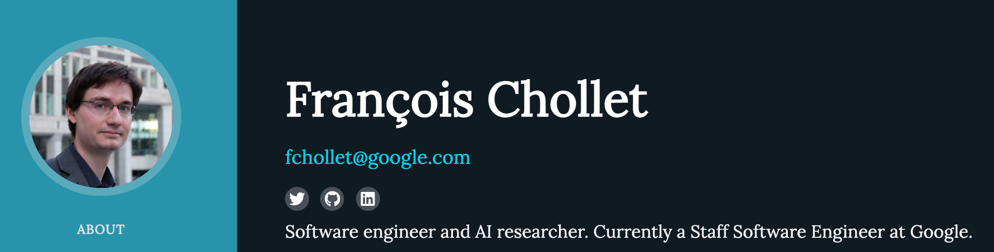 François Chollet
fchollet@google.com
ABOUT
Software engineer and AI researcher. Currently a Staff Software Engineer at Google.